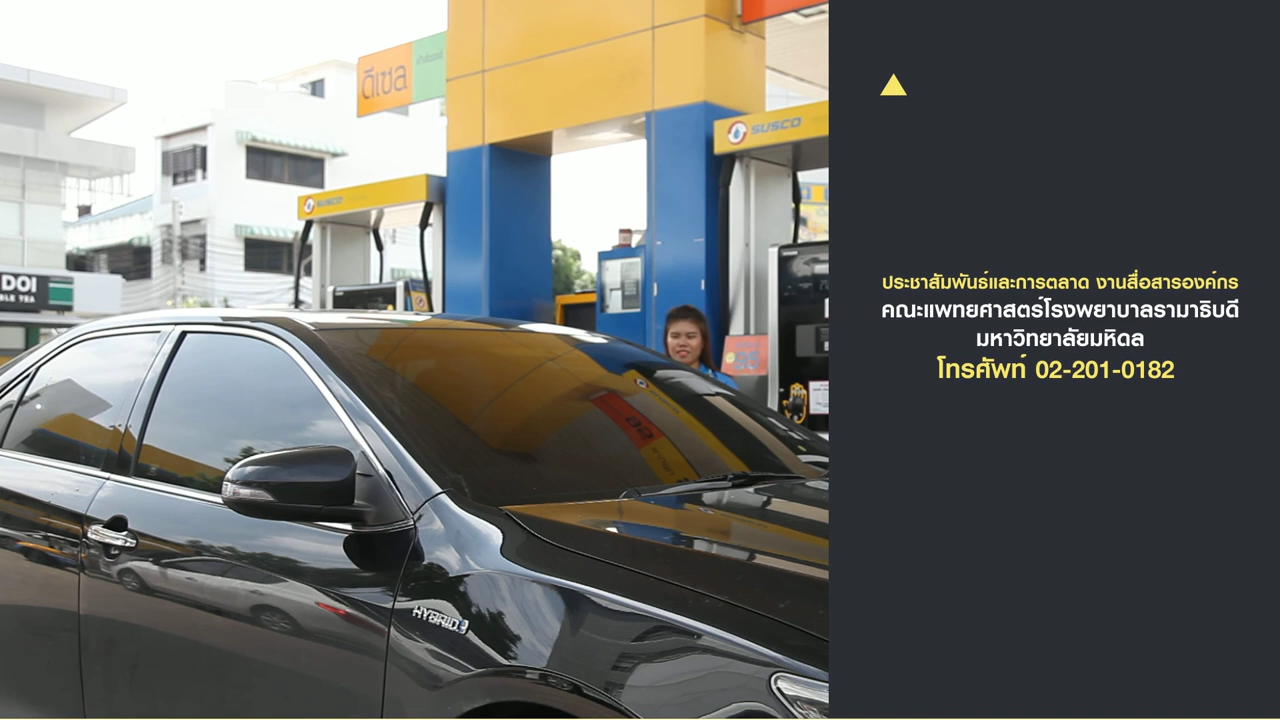 ดีเซล
SUSCO
SUSCO
DOI
BLE TEA
95
HYBRID
ประชาสัมพันธ์และการตลาด งานสื่อสารองค์กร
คณะแพทยศาสตร์โรงพยาบาลรามาธิบดี
มหาวิทยาลัยมหิดล
โทรศัพท์ 02-201-0182